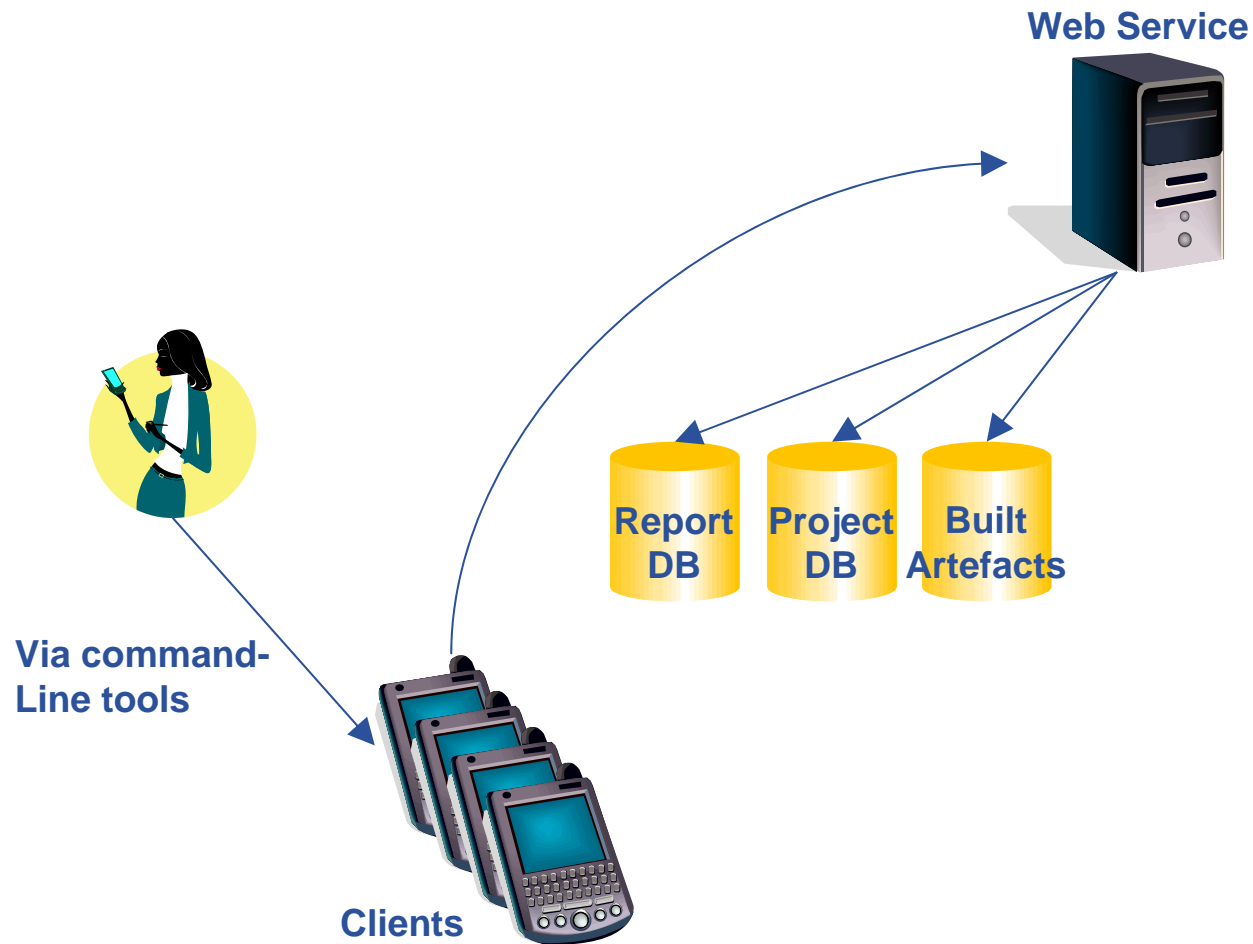 Web Service
Report
DB
Project
DB
Built
Artefacts
Via command-
Line tools
Clients